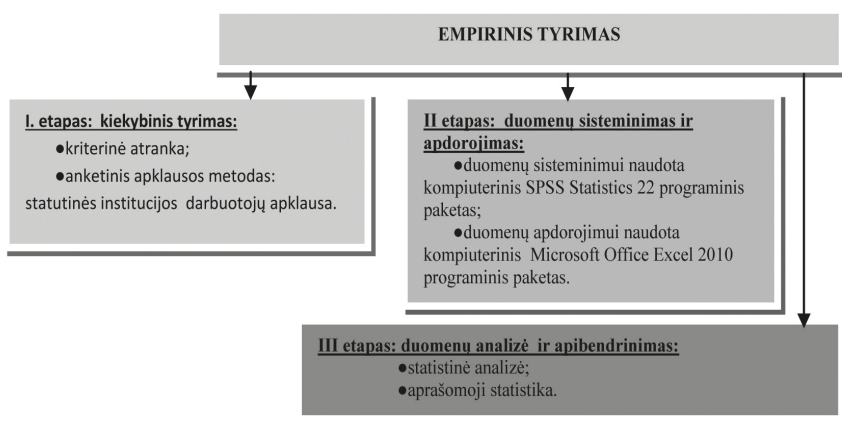 EMPIRINIS TYRIMAS
I. etapas: kiekybinis tyrimas:
●kriterinė atranka;
●anketinis apklausos metodas:
statutinės institucijos darbuotojų apklausa.
II etapas: duomenų sisteminimas ir
apdorojimas:
●duomenų sisteminimui naudota
kompiuterinis SPSS Statistics 22 programinis
paketas;
●duomenų apdorojimui naudota
kompiuterinis Microsoft Office Excel 2010
programinis paketas.
III etapas: duomenų analizė ir apibendrinimas:
●statistinė analizė;
●aprašomoji statistika.